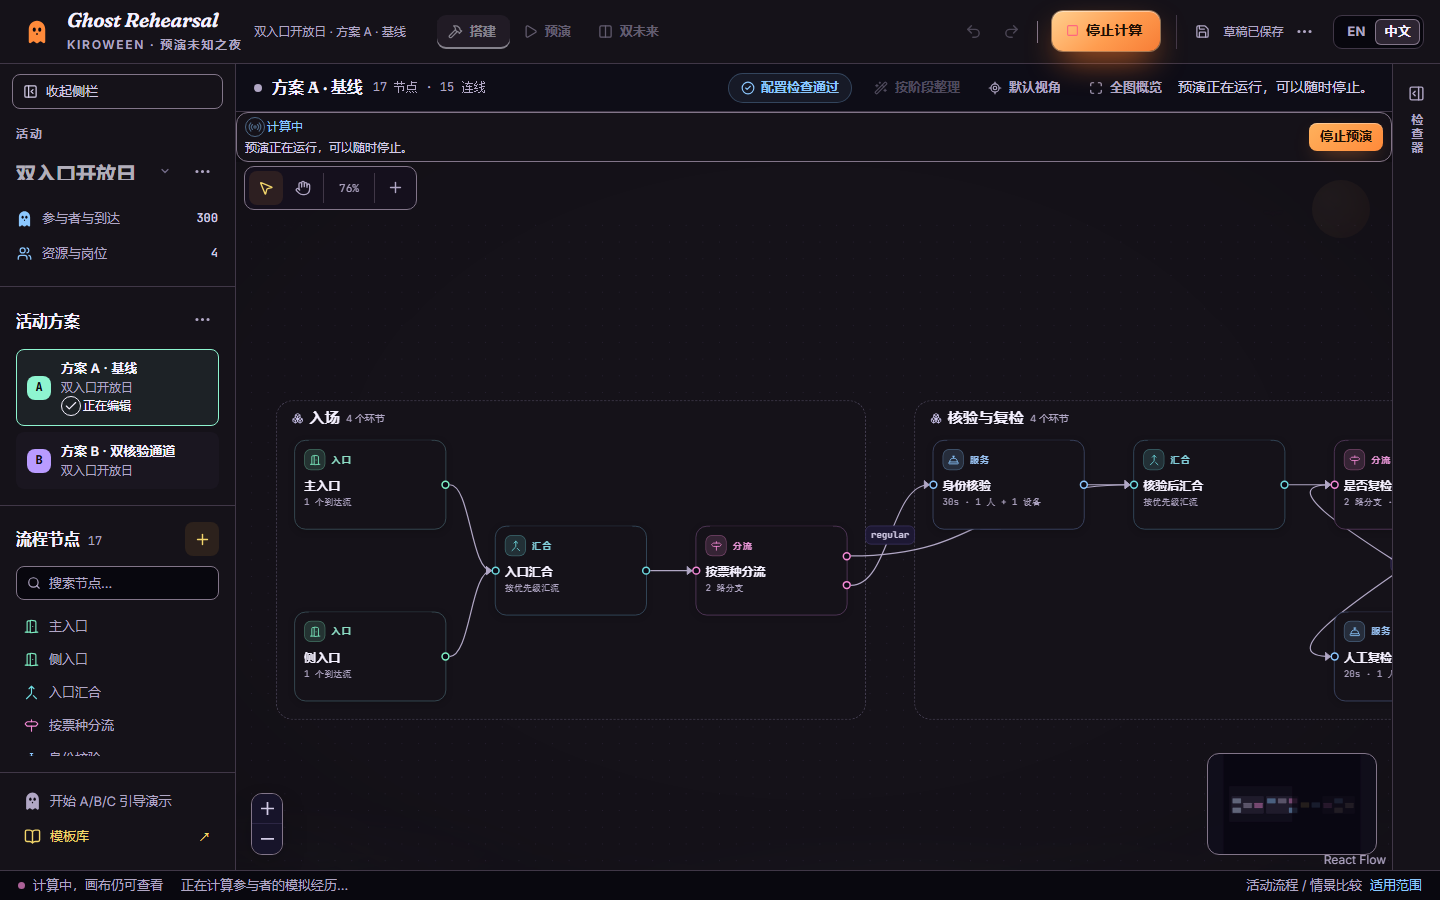 Ghost Rehearsal
KIROWEEN · 预演未知之夜
双入口开放日 · 方案 A · 基线
搭建
预演
双未来
停止计算
草稿已保存
EN
中文
收起侧栏
活动
双入口开放日
参与者与到达
300
资源与岗位
4
活动方案
A
方案 A · 基线
双入口开放日
正在编辑
B
方案 B · 双核验通道
双入口开放日
流程节点 17
搜索节点...
主入口
侧入口
入口汇合
按票种分流
开始 A/B/C 引导演示
模板库
方案 A · 基线
17 节点 · 15 连线
配置检查通过
按阶段整理
默认视角
全图概览
预演正在运行，可以随时停止。
计算中
预演正在运行，可以随时停止。
停止预演
76%
检查器
入场 4 个环节
入口
主入口
1 个到达流
入口
侧入口
1 个到达流
汇合
入口汇合
按优先级汇流
分流
按票种分流
2 路分支
regular
核验与复检 4 个环节
服务
身份核验
30s · 1 人 + 1 设备
汇合
核验后汇合
按优先级汇流
分流
是否复检
2 路分支 ·
服务
人工复检
20s · 1
React Flow
计算中，画布仍可查看
正在计算参与者的模拟经历...
活动流程 / 情景比较
适用范围